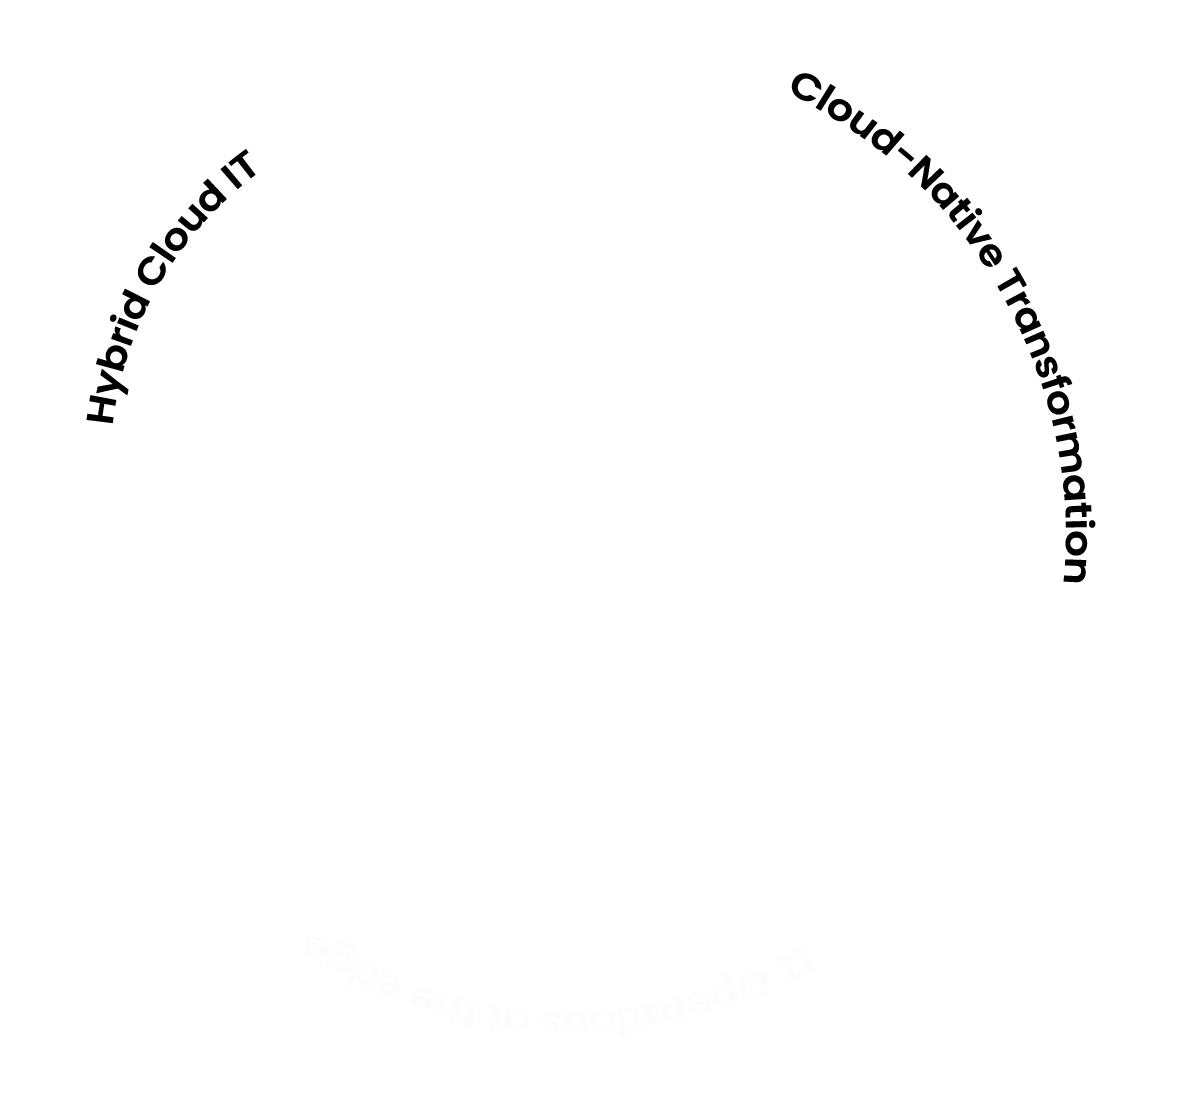 Hybrid Cloud IT
Cloud-Native Transformation
IT Operations at the edge